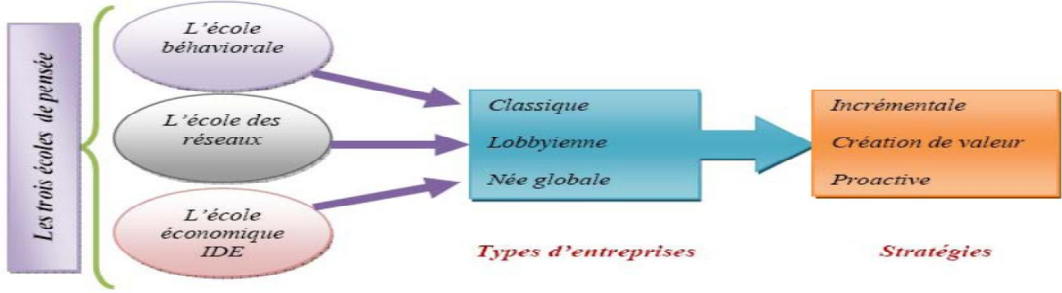 Les trois écoles de pensée
L'école
béhaviorale
L'école des
réseaux
L'école
économique
IDE
Classique
Lobbyienne
Née globale
Types d'entreprises
Incrémentale
Création de valeur
Proactive
Stratégies